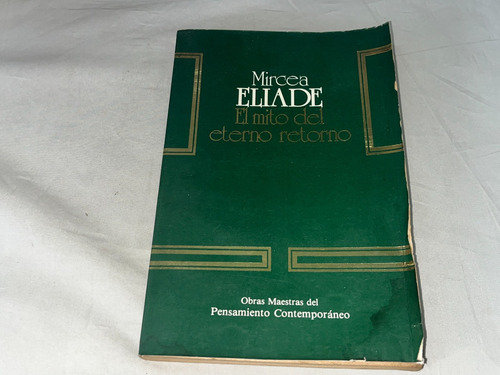 Mircea
ELIADE
El mito del
eterno retorno
Obras Maestras del
Pensamiento Contemporáneo